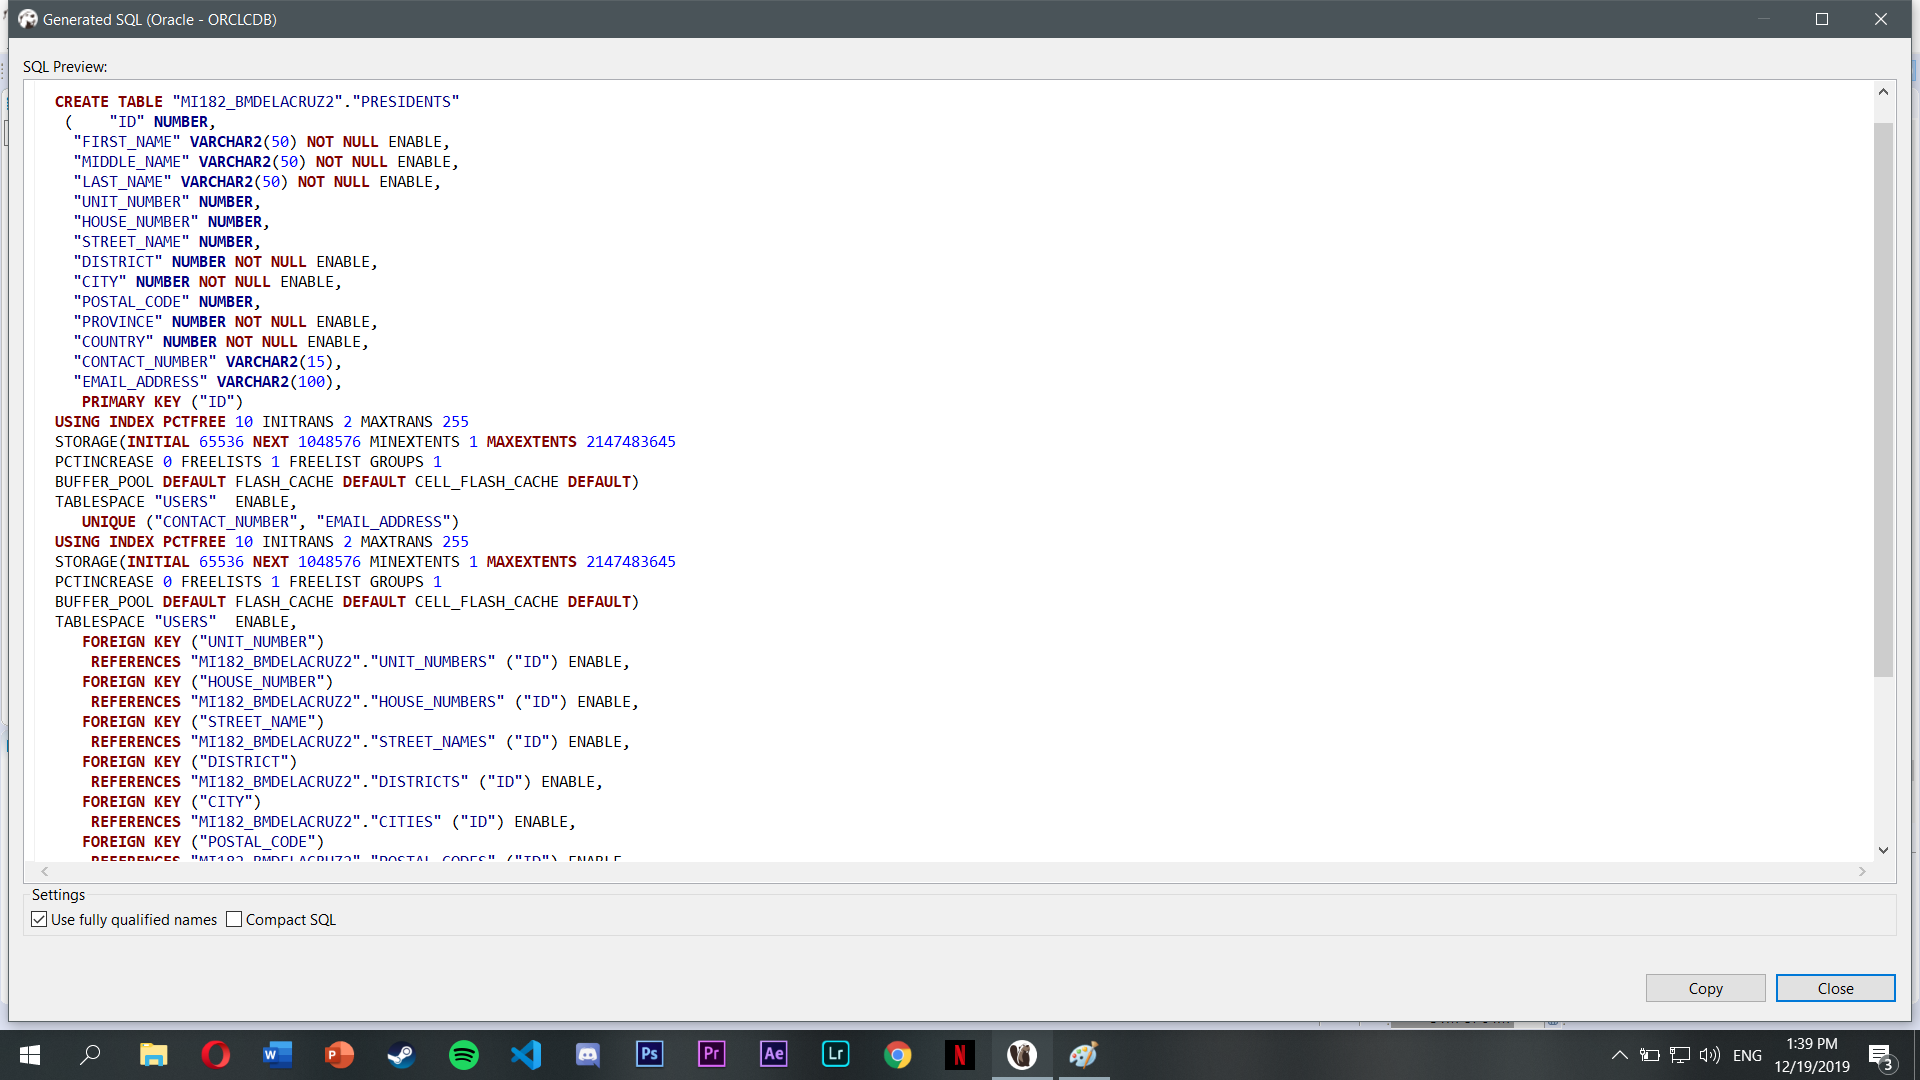 Generated SQL (Oracle - ORCLCDB)
SQL Preview:
CREATE TABLE "MI182_BMDELACRUZ2"."PRESIDENTS"
( "ID" NUMBER,
"FIRST_NAME" VARCHAR2(50) NOT NULL ENABLE,
"MIDDLE_NAME" VARCHAR2(50) NOT NULL ENABLE,
"LAST_NAME" VARCHAR2(50) NOT NULL ENABLE,
"UNIT_NUMBER" NUMBER,
"HOUSE_NUMBER" NUMBER,
"STREET_NAME" NUMBER,
"DISTRICT" NUMBER NOT NULL ENABLE,
"CITY" NUMBER NOT NULL ENABLE,
"POSTAL_CODE" NUMBER,
"PROVINCE" NUMBER NOT NULL ENABLE,
"COUNTRY" NUMBER NOT NULL ENABLE,
"CONTACT_NUMBER" VARCHAR2(15),
"EMAIL_ADDRESS" VARCHAR2(100),
PRIMARY KEY ("ID")
USING INDEX PCTFREE 10 INITRANS 2 MAXTRANS 255
STORAGE(INITIAL 65536 NEXT 1048576 MINEXTENTS 1 MAXEXTENTS 2147483645
PCTINCREASE 0 FREELISTS 1 FREELIST GROUPS 1
BUFFER_POOL DEFAULT FLASH_CACHE DEFAULT CELL_FLASH_CACHE DEFAULT)
TABLESPACE "USERS" ENABLE,
UNIQUE ("CONTACT_NUMBER", "EMAIL_ADDRESS")
USING INDEX PCTFREE 10 INITRANS 2 MAXTRANS 255
STORAGE(INITIAL 65536 NEXT 1048576 MINEXTENTS 1 MAXEXTENTS 2147483645
PCTINCREASE 0 FREELISTS 1 FREELIST GROUPS 1
BUFFER_POOL DEFAULT FLASH_CACHE DEFAULT CELL_FLASH_CACHE DEFAULT)
TABLESPACE "USERS" ENABLE,
FOREIGN KEY ("UNIT_NUMBER")
REFERENCES "MI182_BMDELACRUZ2"."UNIT_NUMBERS" ("ID") ENABLE,
FOREIGN KEY ("HOUSE_NUMBER")
REFERENCES "MI182_BMDELACRUZ2"."HOUSE_NUMBERS" ("ID") ENABLE,
FOREIGN KEY ("STREET_NAME")
REFERENCES "MI182_BMDELACRUZ2"."STREET_NAMES" ("ID") ENABLE,
FOREIGN KEY ("DISTRICT")
REFERENCES "MI182_BMDELACRUZ2"."DISTRICTS" ("ID") ENABLE,
FOREIGN KEY ("CITY")
REFERENCES "MI182_BMDELACRUZ2"."CITIES" ("ID") ENABLE,
FOREIGN KEY ("POSTAL_CODE")
REFERENCES "MI182_BMDELACRUZ2"."POSTAL_CODES" ("ID") ENABLE
Settings
Use fully qualified names Compact SQL
Copy Close
Ps Pr Ae Lr N
ENG
1:39 PM
12/19/2019
3